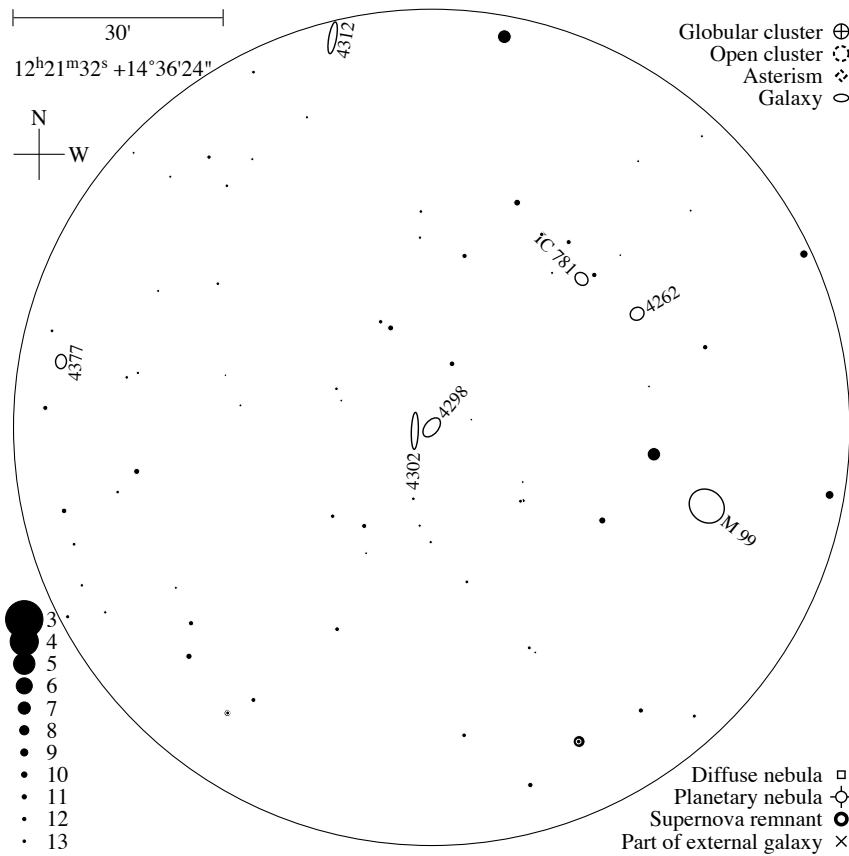 30'
12h21m32s +14°36'24"
N
W
Globular cluster
Open cluster
Asterism
Galaxy
4312
iC 781
4262
4377
4298
4302
M 99
3
4
5
6
7
8
9
10
11
12
13
Diffuse nebula
Planetary nebula
Supernova remnant
Part of external galaxy